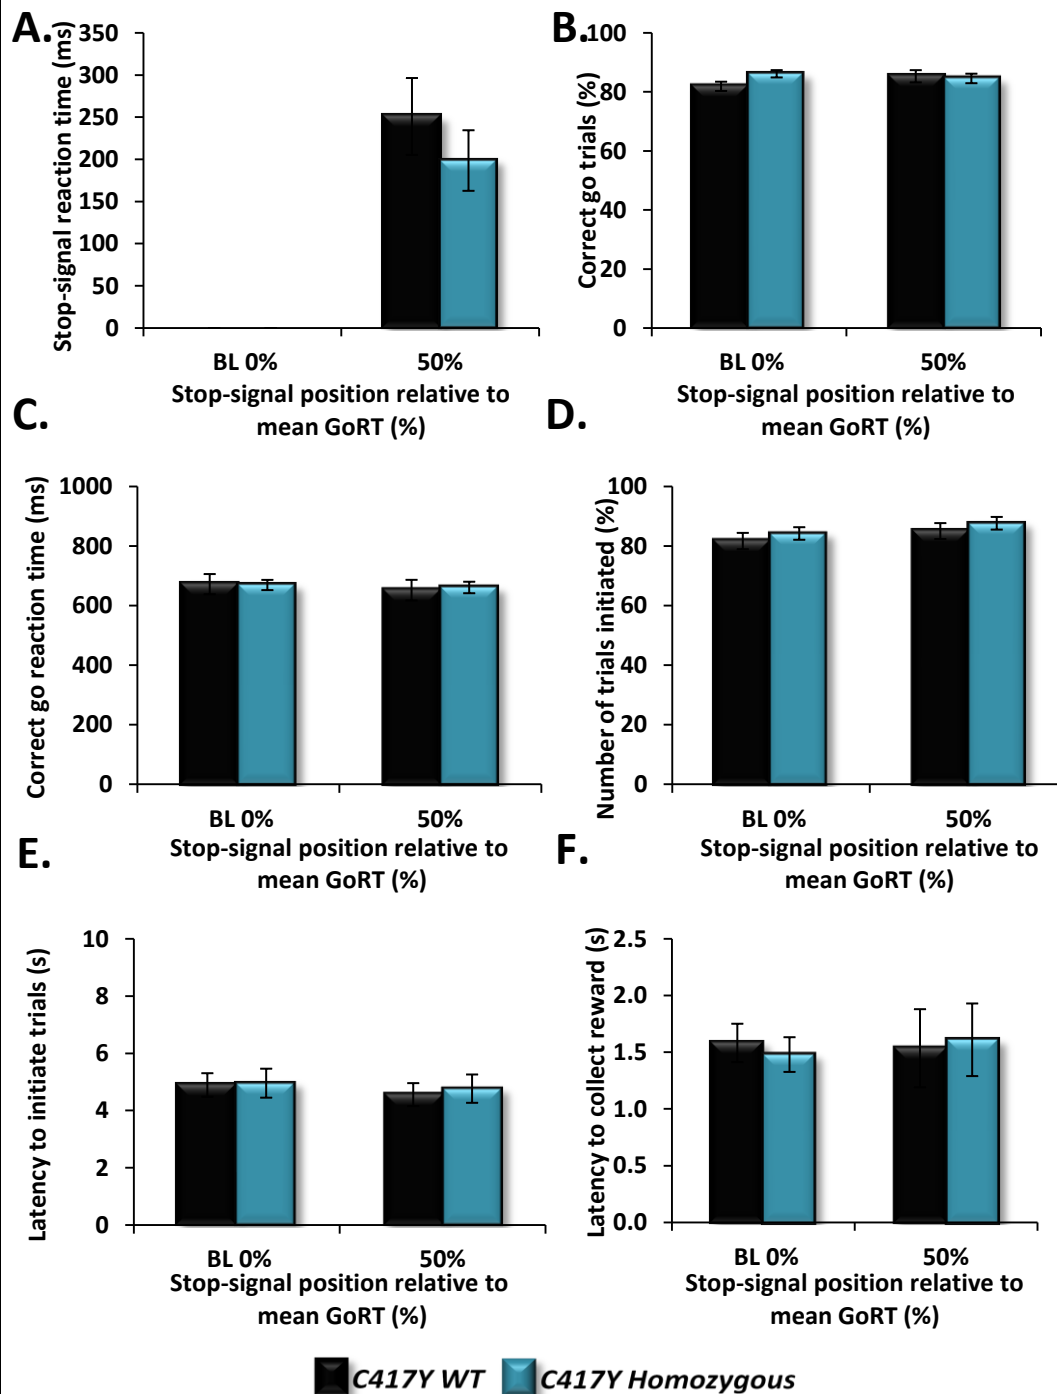 A.
Stop-signal reaction time (ms)
350
300
250
200
150
100
50
0
BL 0% 50%
Stop-signal position relative to
mean GoRT (%)
B.
Correct go trials (%)
100
80
60
40
20
0
BL 0% 50%
Stop-signal position relative to
mean GoRT (%)
C.
Correct go reaction time (ms)
1000
800
600
400
200
0
BL 0% 50%
Stop-signal position relative to
mean GoRT (%)
D.
Number of trials initiated (%)
100
80
60
40
20
0
BL 0% 50%
Stop-signal position relative to
mean GoRT (%)
E.
Latency to initiate trials (s)
10
8
6
4
2
0
BL 0% 50%
Stop-signal position relative to
mean GoRT (%)
F.
Latency to collect reward (s)
2.5
2.0
1.5
1.0
0.5
0.0
BL 0% 50%
Stop-signal position relative to
mean GoRT (%)
C417Y WT C417Y Homozygous